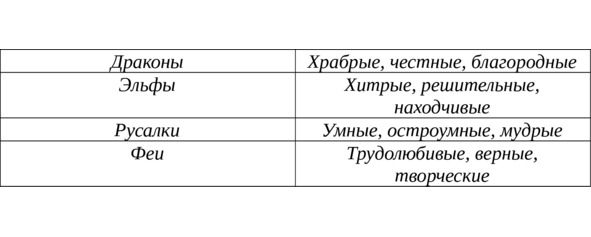 Драконы Храбрые, честные, благородные
Эльфы Хитрые, решительные,
находчивые
Русалки Умные, остроумные, мудрые
Феи Трудолюбивые, верные,
творческие